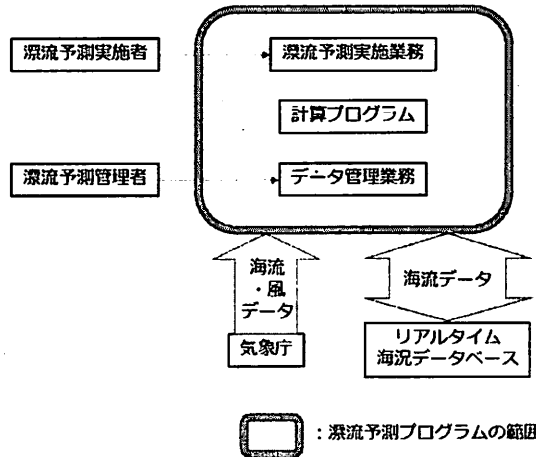 漂流予測実施者
漂流予測実施業務
計算プログラム
漂流予測管理者
データ管理業務
海流
・風
データ
海流データ
気象庁
リアルタイム
海況データベース
:漂流予測プログラムの範囲